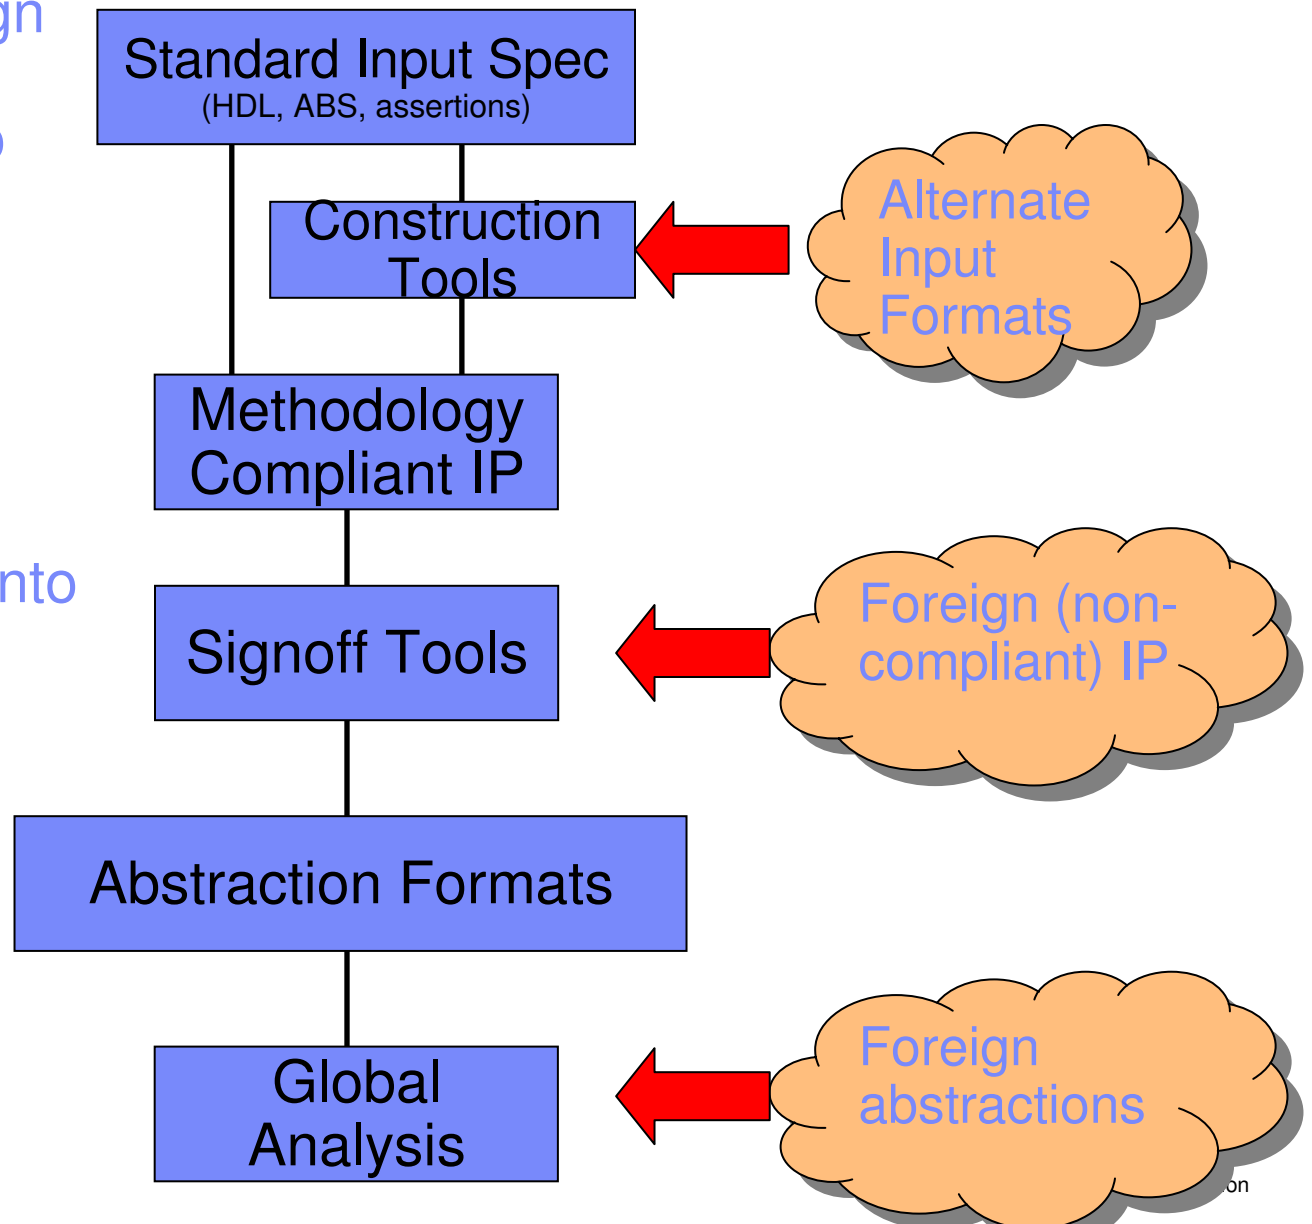 Standard Input Spec
(HDL, ABS, assertions)
Construction
Tools
Alternate
Input
Formats
Methodology
Compliant IP
nto
Signoff Tools
Foreign (non-
compliant) IP
Abstraction Formats
Global
Analysis
Foreign
abstractions